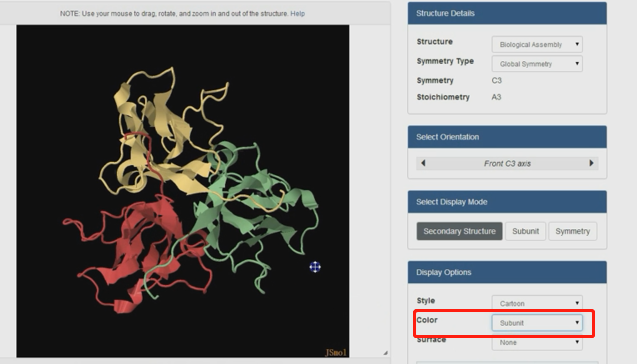 NOTE: Use your mouse to drag, rotate, and zoom in and out of the structure. Help
JSmol
Structure Details
Structure Biological Assembly
Symmetry Type Global Symmetry
Symmetry C3
Stoichiometry A3
Select Orientation
Front C3 axis
Select Display Mode
Secondary Structure Subunit Symmetry
Display Options
Style Cartoon
Color Subunit
Surface None